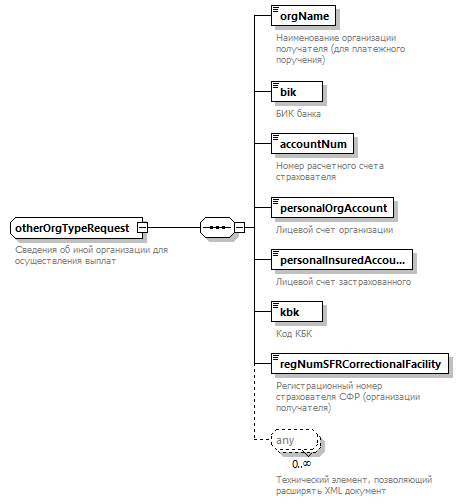 orgName
Наименование организации
получателя (для платежного
поручения)
bik
БИК банка
accountNum
Номер расчетного счета
страхователя
personalOrgAccount
Лицевой счет организации
otherOrgTypeRequest
Сведения об иной организации для
осуществления выплат
personalInsuredAccou...
Лицевой счет застрахованного
kbk
Код КБК
regNumSFRCorrectionalFacility
Регистрационный номер
страхователя СФР (организации
получателя)
any
0..∞
Технический элемент, позволяющий
расширять XML документ